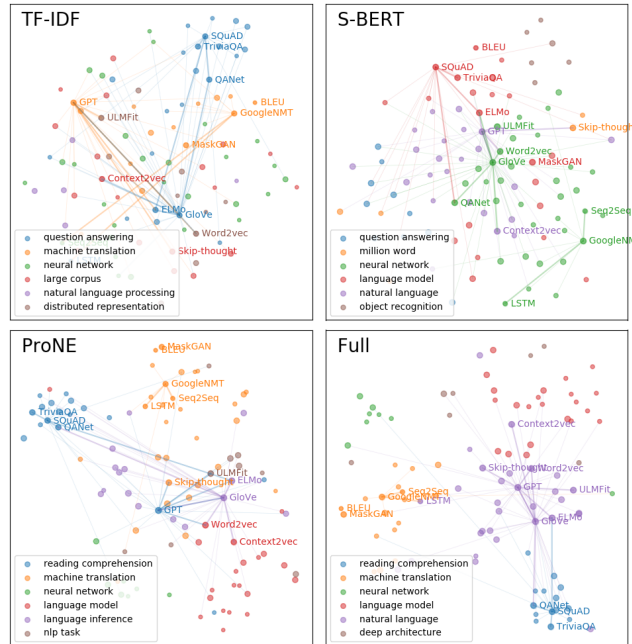 TF-IDF
SQuAD
TriviaQA
QANet
GPT
BLEU
ULMFit
GoogleNMT
MaskGAN
Context2vec
ELMo
GloVe
Word2vec
Skip-thought
question answering
machine translation
neural network
large corpus
natural language processing
distributed representation
S-BERT
BLEU
SQuAD
TriviaQA
ELMo
ULMFit
GPT
Skip-though
Word2vec
GloVe
MaskGAN
QANet
Seq2Seq
Context2vec
GoogleNM
LSTM
question answering
million word
neural network
language model
natural language
object recognition
ProNE
MaskGAN
BLEU
GoogleNMT
Seq2Seq
LSTM
TriviaQA
SQuAD
QANet
ULMFit
Skip-thought
ELMo
GloVe
GPT
Word2vec
Context2vec
reading comprehension
machine translation
neural network
language model
language inference
nlp task
Full
Context2vec
Skip-thought
Word2vec
GPT
ULMFit
Seq2Seq
GoogleNMT
LSTM
BLEU
MaskGAN
ELMo
GloVe
QANet
SQuAD
TriviaQA
reading comprehension
machine translation
neural network
language model
natural language
deep architecture